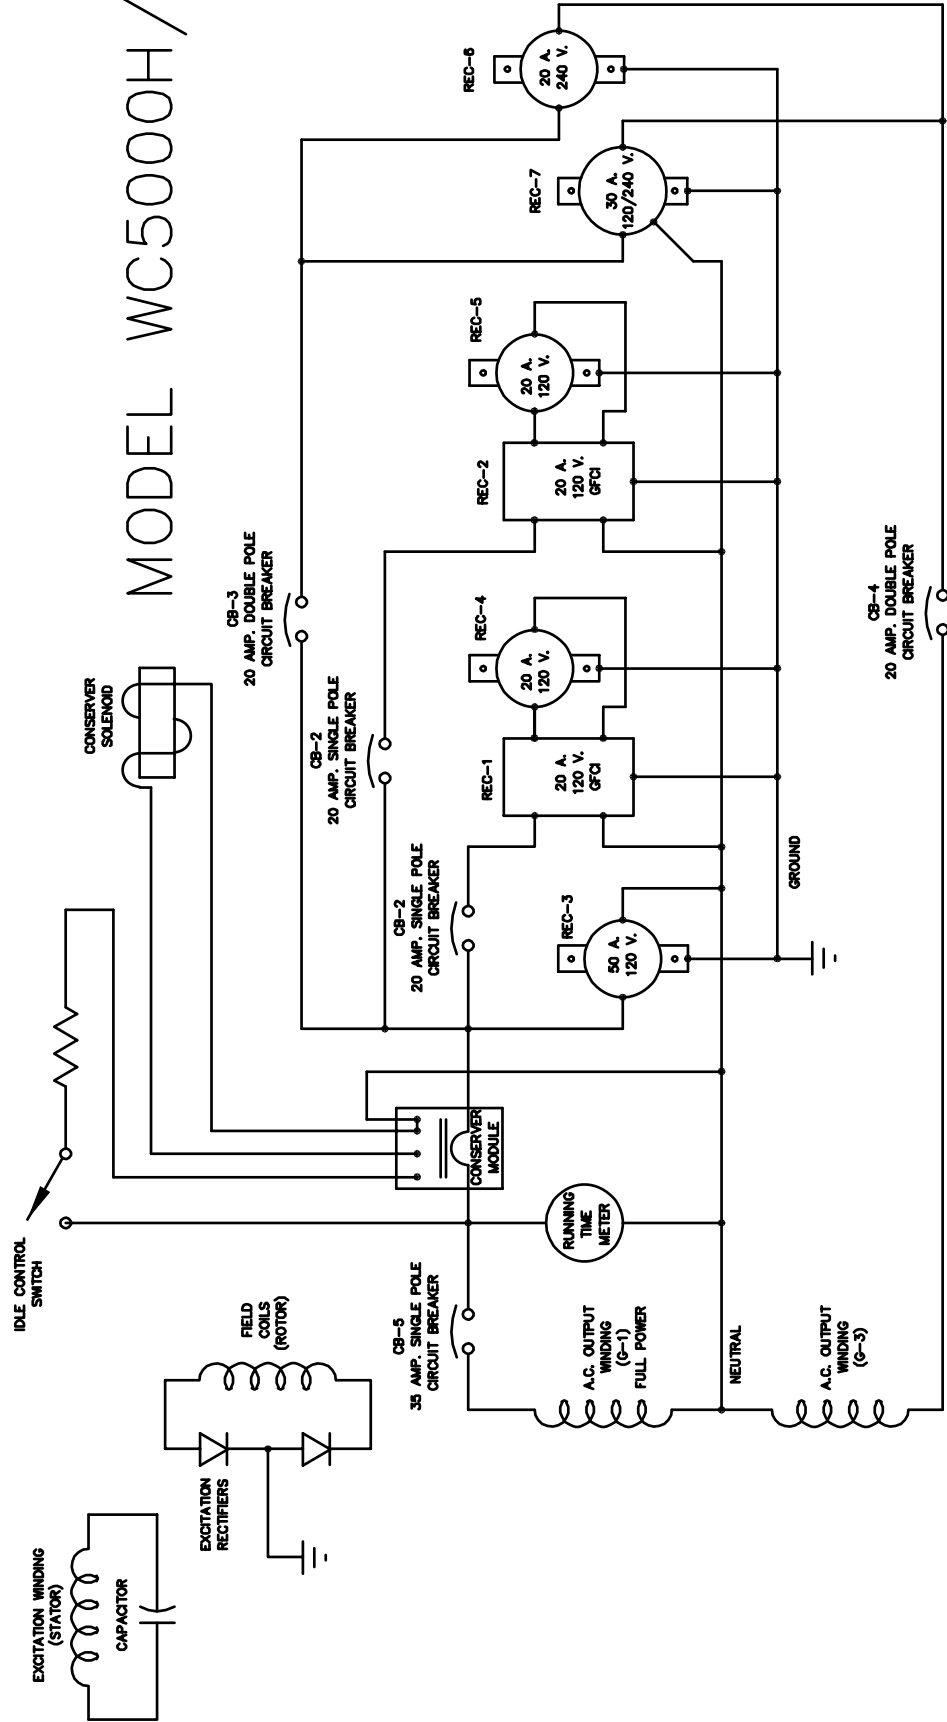 MODEL WC5000H/
EXCITATION WINDING
(STATOR)
CAPACITOR
EXCITATION
RECTIFIERS
FIELD
COILS
(ROTOR)
IDLE CONTROL
SWITCH
CONSERVER
SOLENOID
CONSERVER
MODULE
RUNNING
TIME
METER
CB-5
35 AMP. SINGLE POLE
CIRCUIT BREAKER
A.C. OUTPUT
WINDING
(G-1)
FULL POWER
NEUTRAL
A.C. OUTPUT
WINDING
(G-3)
CB-3
20 AMP. DOUBLE POLE
CIRCUIT BREAKER
CB-2
20 AMP. SINGLE POLE
CIRCUIT BREAKER
CB-2
20 AMP. SINGLE POLE
CIRCUIT BREAKER
REC-3
50 A.
120 V.
GROUND
REC-1
20 A.
120 V.
GFCI
REC-4
20 A.
120 V.
REC-2
20 A.
120 V.
GFCI
REC-5
20 A.
120 V.
REC-7
30 A.
120/240 V.
REC-6
20 A.
240 V.
CB-4
20 AMP. DOUBLE POLE
CIRCUIT BREAKER